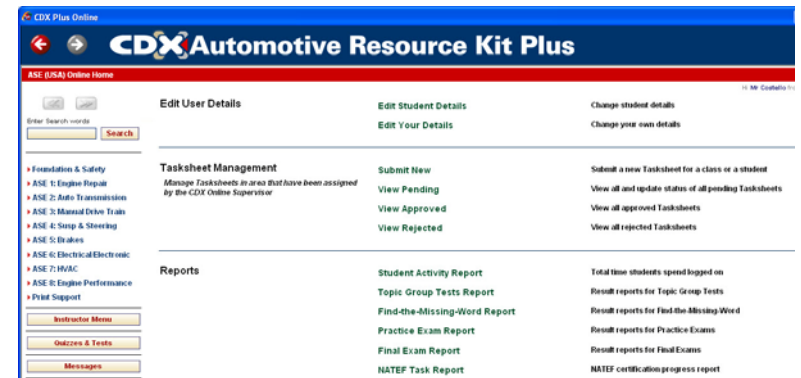 CDX Plus Online
CDX Automotive Resource Kit Plus
ASE (USA) Online Home
Hi Mr Costello
Enter Search words
Search
Foundation & Safety
ASE 1: Engine Repair
ASE 2: Auto Transmission
ASE 3: Manual Drive Train
ASE 4: Susp & Steering
ASE 5: Brakes
ASE 6: Electrical/Electronic
ASE 7: HVAC
ASE 8: Engine Performance
Print Support
Instructor Menu
Quizzes & Tests
Messages
Edit User Details
Edit Student Details Change student details
Edit Your Details Change your own details
Tasksheet Management
Manage Tasksheets in area that have been assigned
by the CDX Online Supervisor
Submit New Submit a new Tasksheet for a class or a student
View Pending View all and update status of all pending Tasksheets
View Approved View all approved Tasksheets
View Rejected View all rejected Tasksheets
Reports
Student Activity Report Total time students spend logged on
Topic Group Tests Report Result reports for Topic Group Tests
Find-the-Missing-Word Report Result reports for Find-the-Missing-Word
Practice Exam Report Result reports for Practice Exams
Final Exam Report Result reports for Final Exams
NATEF Task Report NATEF certification progress report